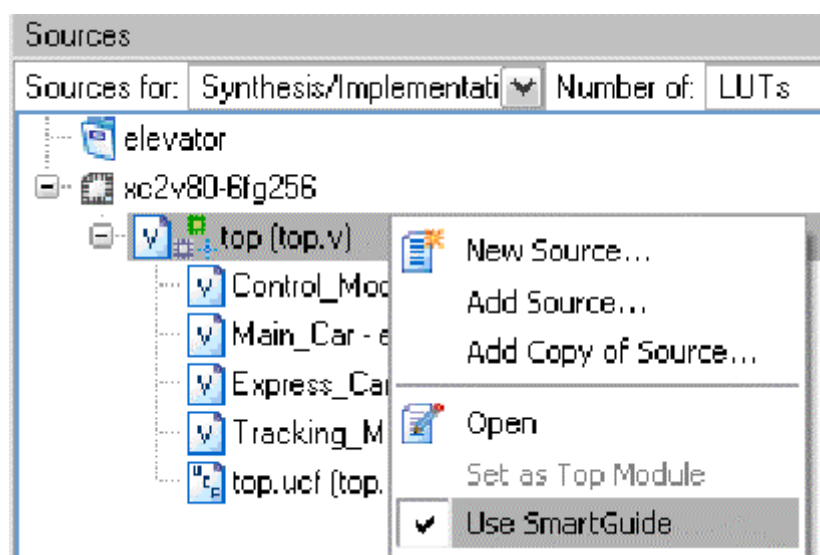 Sources
Sources for: Synthesis/Implementati Number of: LUTs
elevator
xc2v80-6fg256
top (top.v)
Control_Mod
Main_Car - e
Express_Car
Tracking_M
top.ucf (top.
New Source...
Add Source...
Add Copy of Source...
Open
Set as Top Module
Use SmartGuide